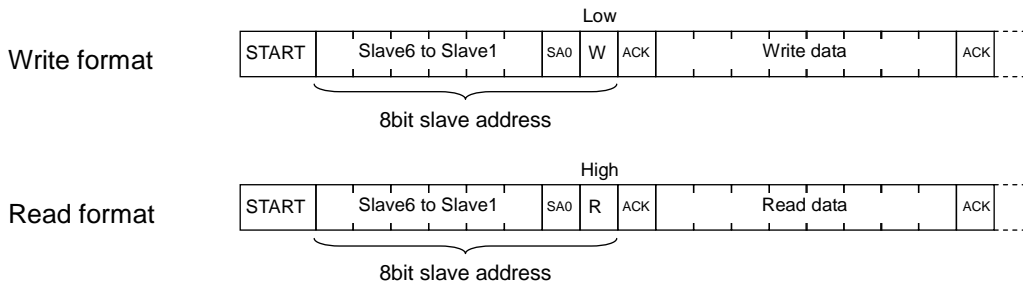 Low
Write format START Slave6 to Slave1 SA0 W ACK Write data ACK
8bit slave address
High
Read format START Slave6 to Slave1 SA0 R ACK Read data ACK
8bit slave address